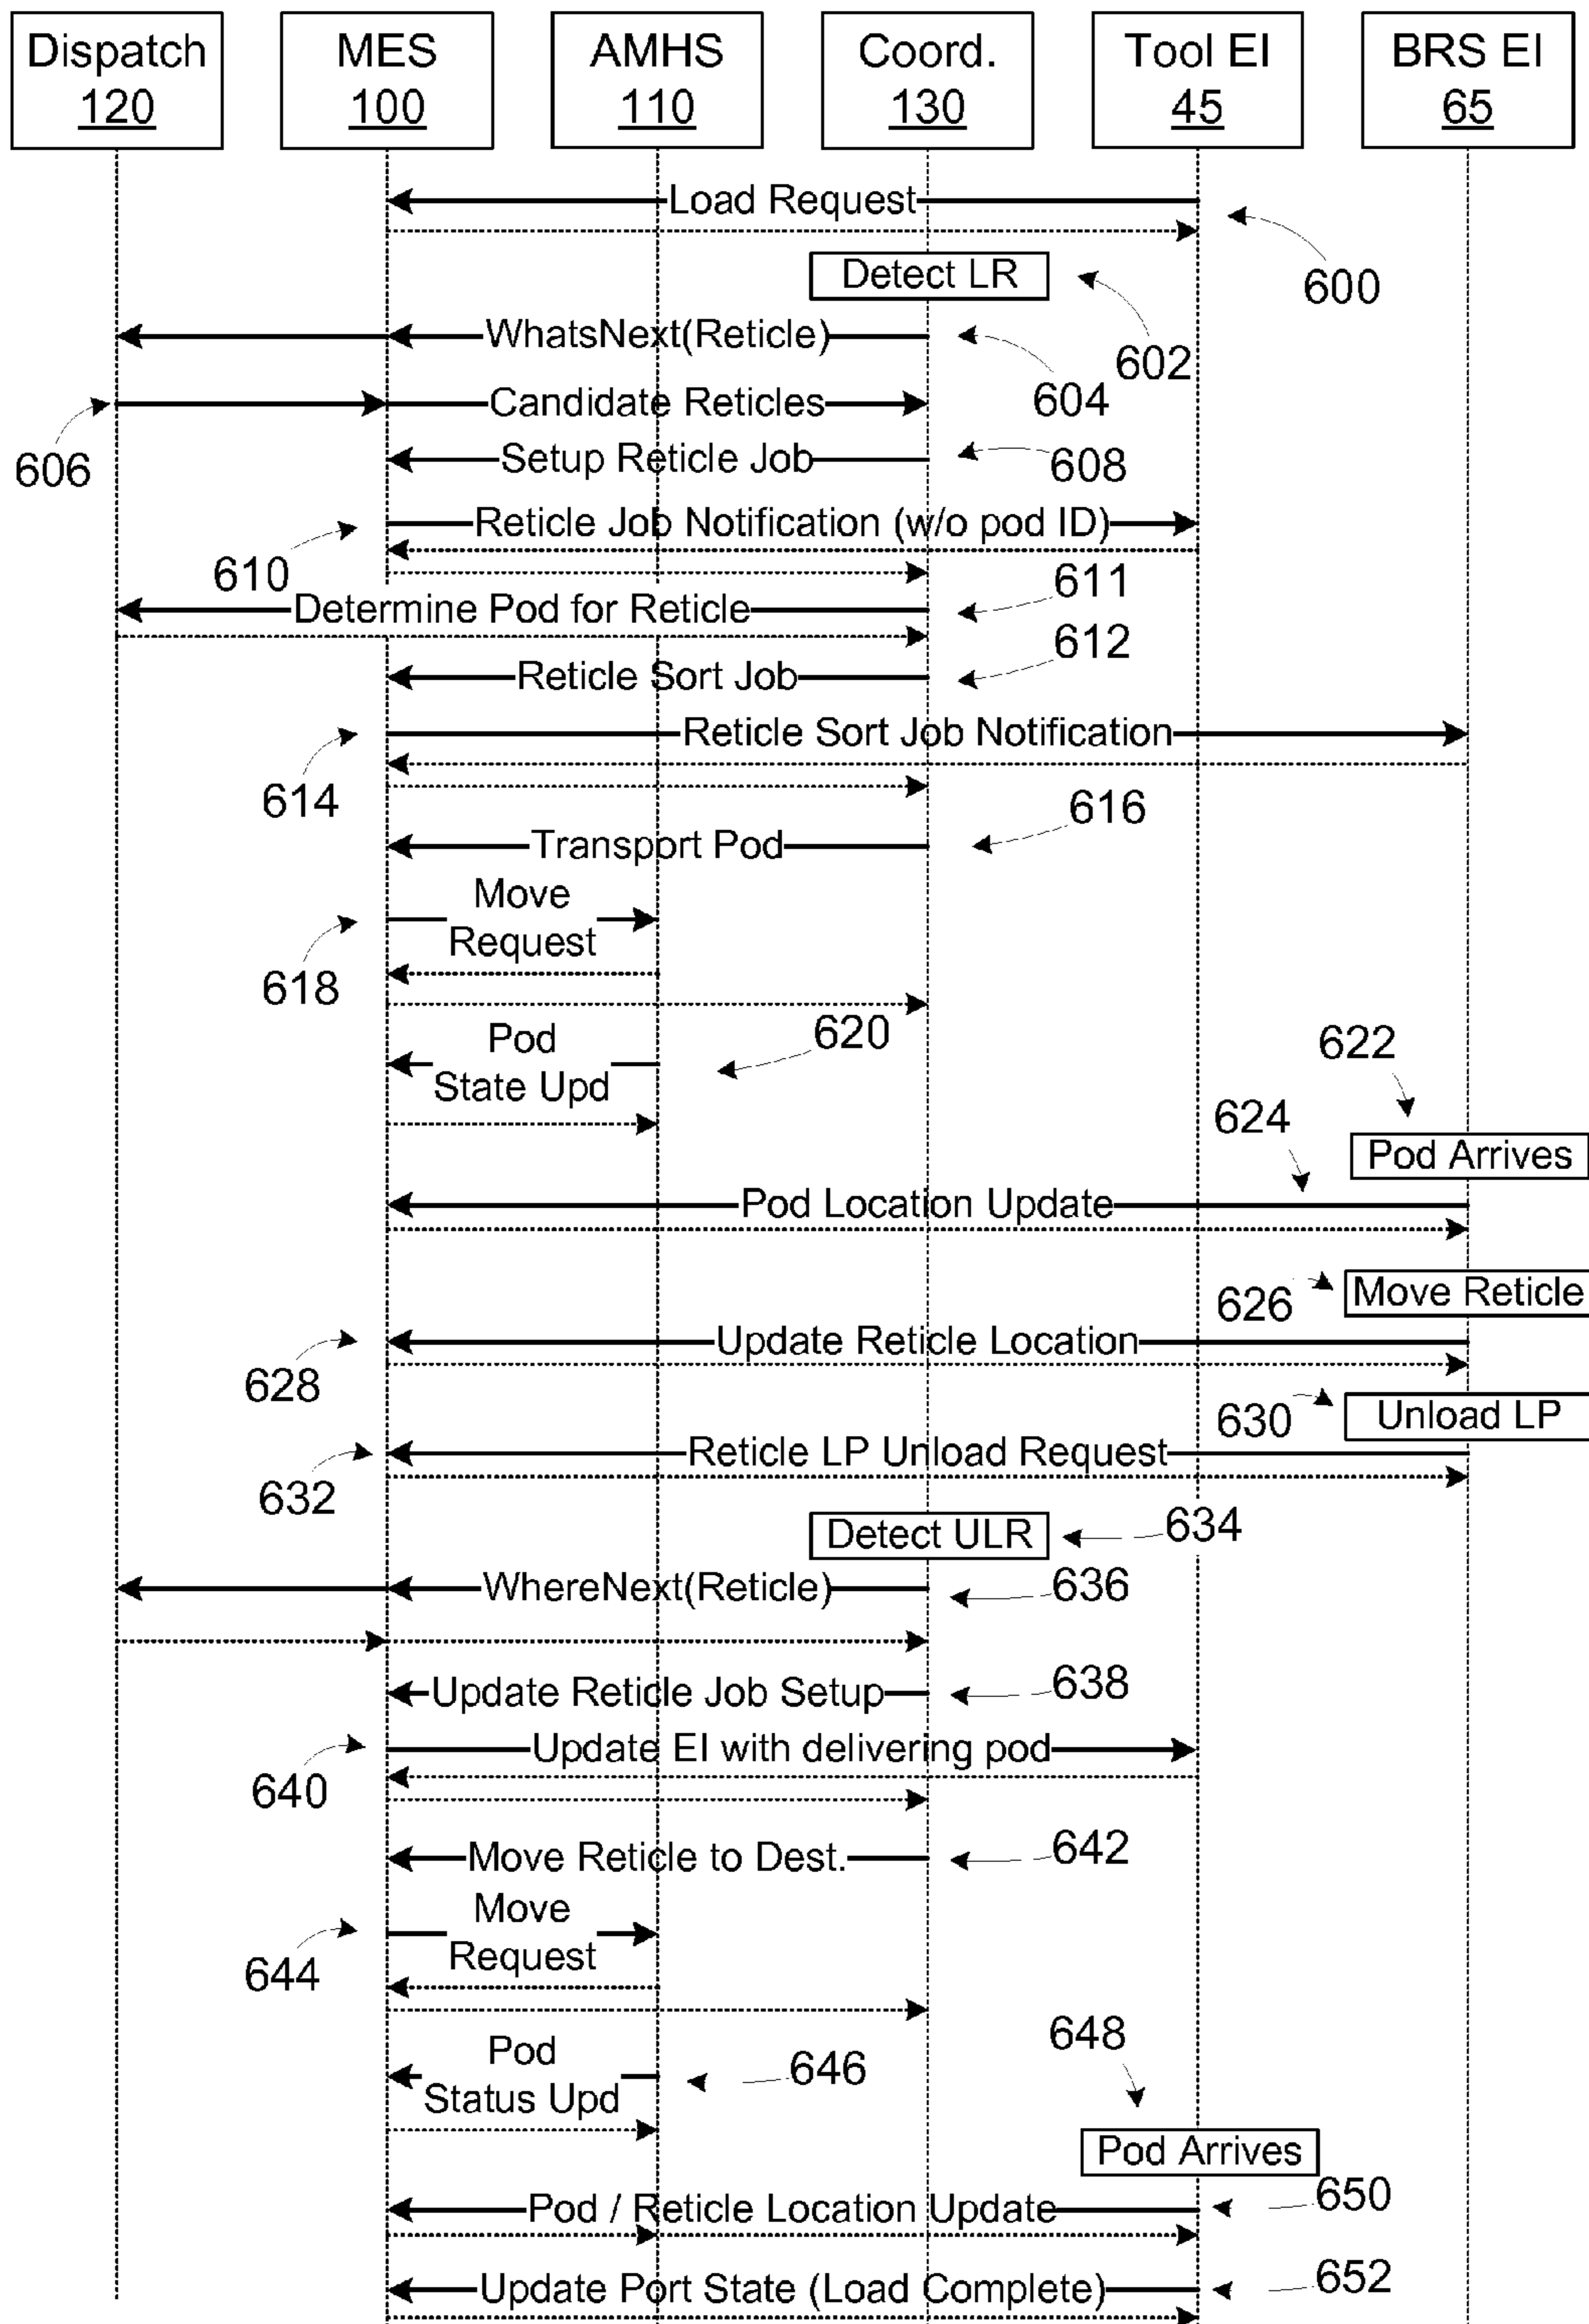 Dispatch
120
MES
100
AMHS
110
Coord.
130
Tool EI
45
BRS EI
65
Load Request
600
Detect LR
602
WhatsNext(Reticle)
604
606
Candidate Reticles
Setup Reticle Job
608
Reticle Job Notification (w/o pod ID)
610
611
Determine Pod for Reticle
612
Reticle Sort Job
614
Reticle Sort Job Notification
616
Transport Pod
618
Move
Request
620
Pod
State Upd
622
Pod Arrives
624
Pod Location Update
626
Move Reticle
628
Update Reticle Location
630
Unload LP
632
Reticle LP Unload Request
Detect ULR
634
WhereNext(Reticle)
636
Update Reticle Job Setup
638
640
Update EI with delivering pod
Move Reticle to Dest.
642
644
Move
Request
646
Pod
Status Upd
648
Pod Arrives
Pod / Reticle Location Update
650
Update Port State (Load Complete)
652